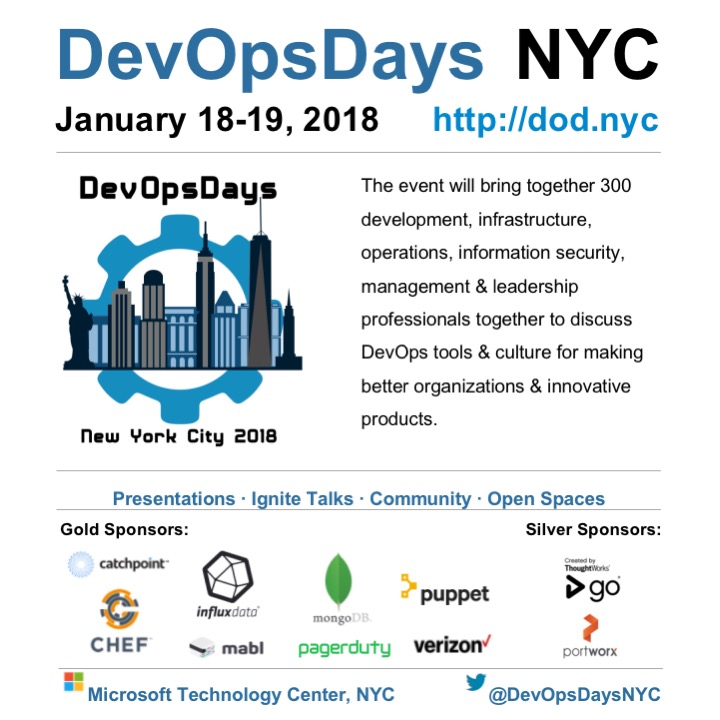 DevOpsDays NYC
January 18-19, 2018 http://dod.nyc
DevOpsDays
New York City 2018
The event will bring together 300
development, infrastructure,
operations, information security,
management & leadership
professionals together to discuss
DevOps tools & culture for making
better organizations & innovative
products.
Presentations · Ignite Talks · Community · Open Spaces
Gold Sponsors:
catchpoint™
influxdata®
mongoDB.
puppet
CHEF™
mabl
pagerduty
verizon✓
Silver Sponsors:
Created by
ThoughtWorks®
go®
portworx
Microsoft Technology Center, NYC
@DevOpsDaysNYC